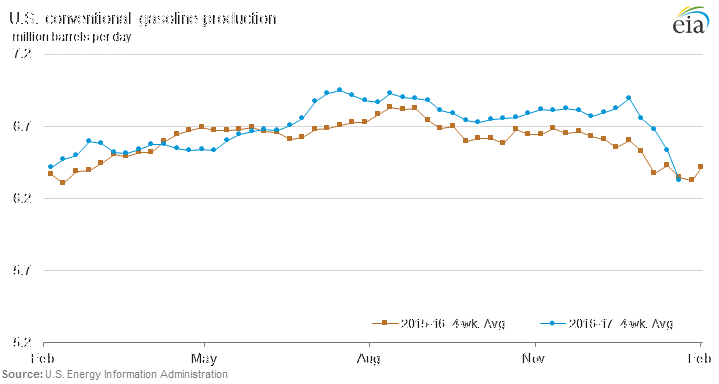 U.S. conventional gasoline production
million barrels per day
eia
7.2
6.7
6.2
5.7
5.2
Feb May Aug Nov Feb
2015-16 4-wk. Avg 2016-17 4-wk. Avg
Source: U.S. Energy Information Administration